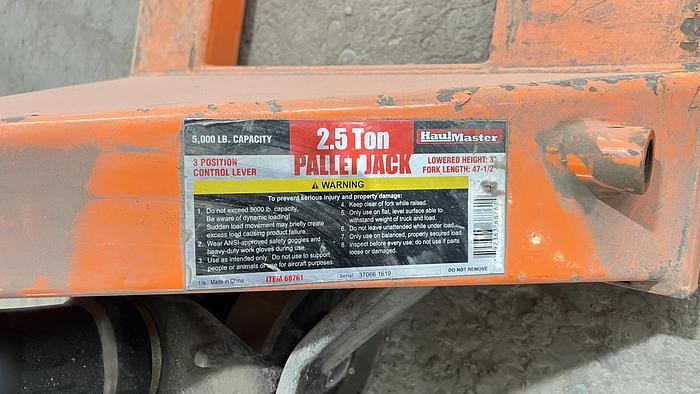 5,000 LB. CAPACITY
2.5 Ton
HaulMaster
3 POSITION
CONTROL LEVER
PALLET JACK
LOWERED HEIGHT: 3"
FORK LENGTH: 47-1/2"
⚠ WARNING
To prevent serious injury and property damage:
1. Do not exceed 5000 lb. capacity.
Be aware of dynamic loading!
Sudden load movement may briefly create
excess load causing product failure.
2. Wear ANSI-approved safety goggles and
heavy-duty work gloves during use.
3. Use as intended only. Do not use to support
people or animals or use for aircraft purposes.
4. Keep clear of fork while raised.
5. Only use on flat, level surface able to
withstand weight of truck and load.
6. Do not leave unattended while under load.
7. Only use on balanced, properly secured load.
8. Inspect before every use; do not use if parts
loose or damaged.
11k Made in China
ITEM 68761
Serial: 37066 1619
DO NOT REMOVE